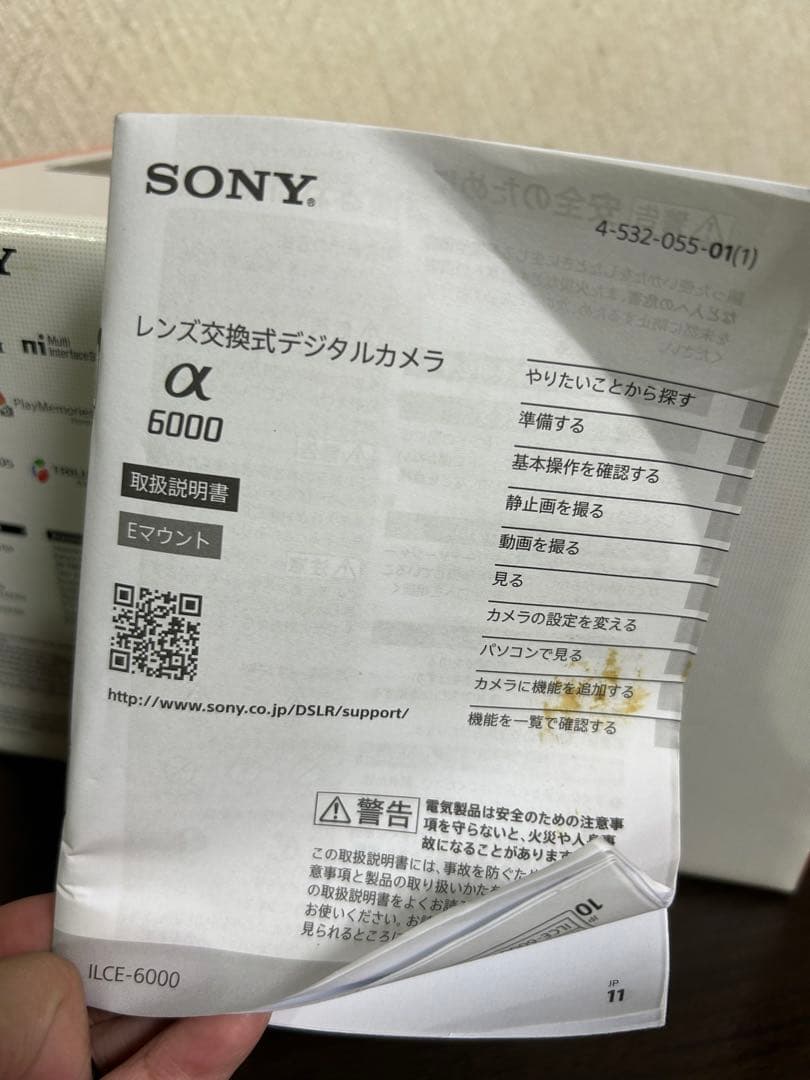 SONY®
4-532-055-01(1)
レンズ交換式デジタルカメラ
α
6000
取扱説明書
Eマウント
http://www.sony.co.jp/DSLR/support/
やりたいことから探す
準備する
基本操作を確認する
静止画を撮る
動画を撮る
見る
カメラの設定を変える
パソコンで見る
カメラに機能を追加する
機能を一覧で確認する
警告
電気製品は安全のための注意事
項を守らないと、火災や人身事
故になることがあります
この取扱説明書には、事故を防ぐため
意事項と製品の取り扱いかたを
の取扱説明書をよくお読み
お使いください。お読
見られるところに
ILCE-6000
JP
11
JP
10
Y
Multi
Interface
PlayMemories